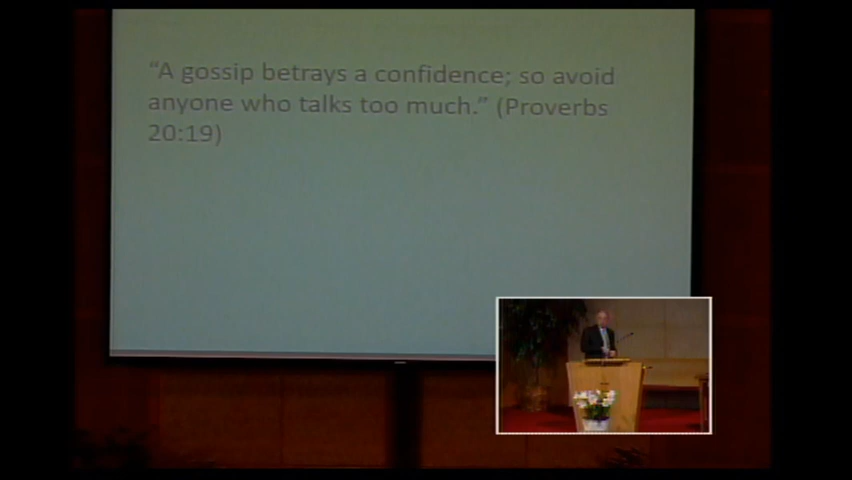 “A gossip betrays a confidence; so avoid
anyone who talks too much.” (Proverbs
20:19)